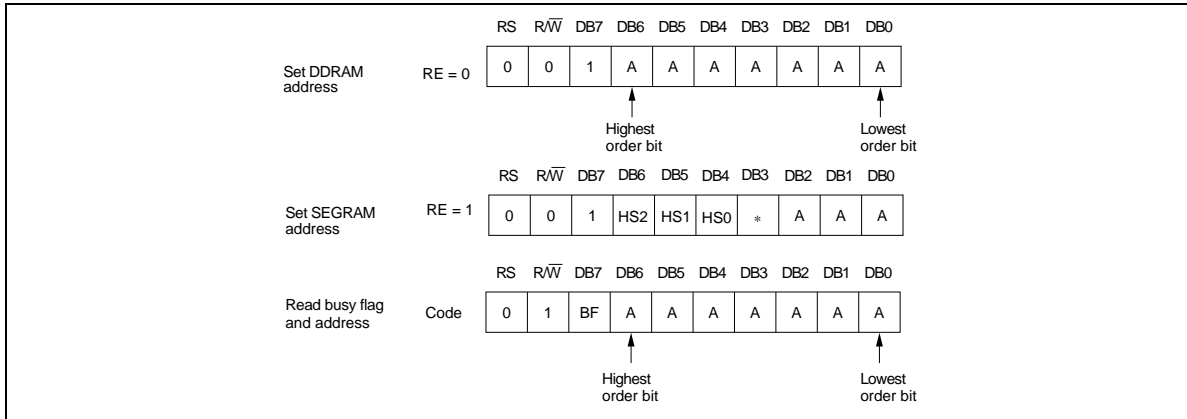 RS R/W̅ DB7 DB6 DB5 DB4 DB3 DB2 DB1 DB0
Set DDRAM address RE = 0 0 0 1 A A A A A A A
Highest order bit Lowest order bit
RS R/W̅ DB7 DB6 DB5 DB4 DB3 DB2 DB1 DB0
Set SEGRAM address RE = 1 0 0 1 HS2 HS1 HS0 * A A A
RS R/W̅ DB7 DB6 DB5 DB4 DB3 DB2 DB1 DB0
Read busy flag and address Code 0 1 BF A A A A A A A
Highest order bit Lowest order bit